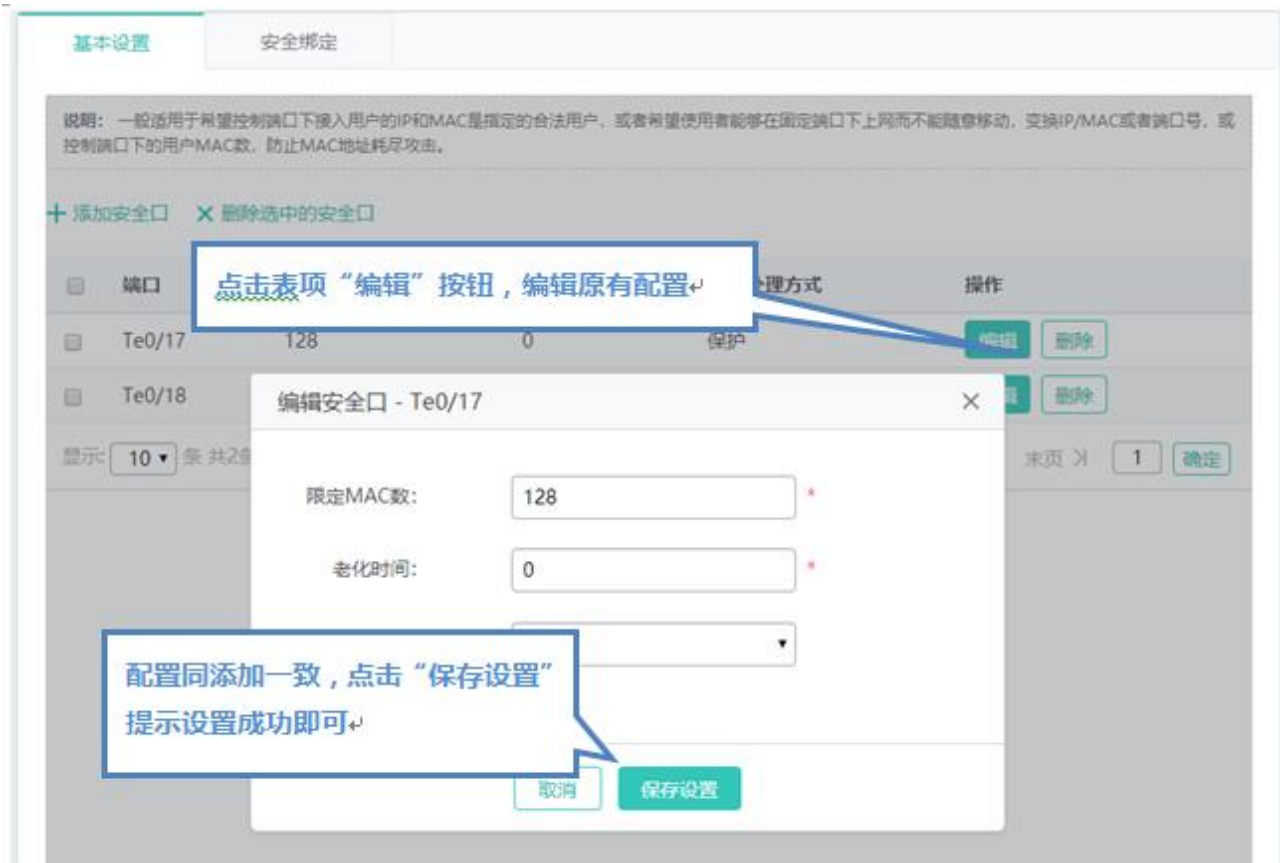 基本设置 安全绑定
说明： 一般适用于希望控制端口下接入用户的IP和MAC是指定的合法用户，或者希望使用者能够在固定端口下上网而不能随意移动，变换IP/MAC或者端口号，或
控制端口下的用户MAC数，防止MAC地址耗尽攻击。
添加安全口 删除选中的安全口
点击表项“编辑”按钮，编辑原有配置
端口 处理方式 操作
Te0/17 128 0 保护 编辑 删除
Te0/18 辑 删除
编辑安全口 - Te0/17 ×
显示: 10 条 共2条 末页 1 确定
限定MAC数: 128 *
老化时间: 0 *
配置同添加一致，点击“保存设置”
提示设置成功即可
取消 保存设置